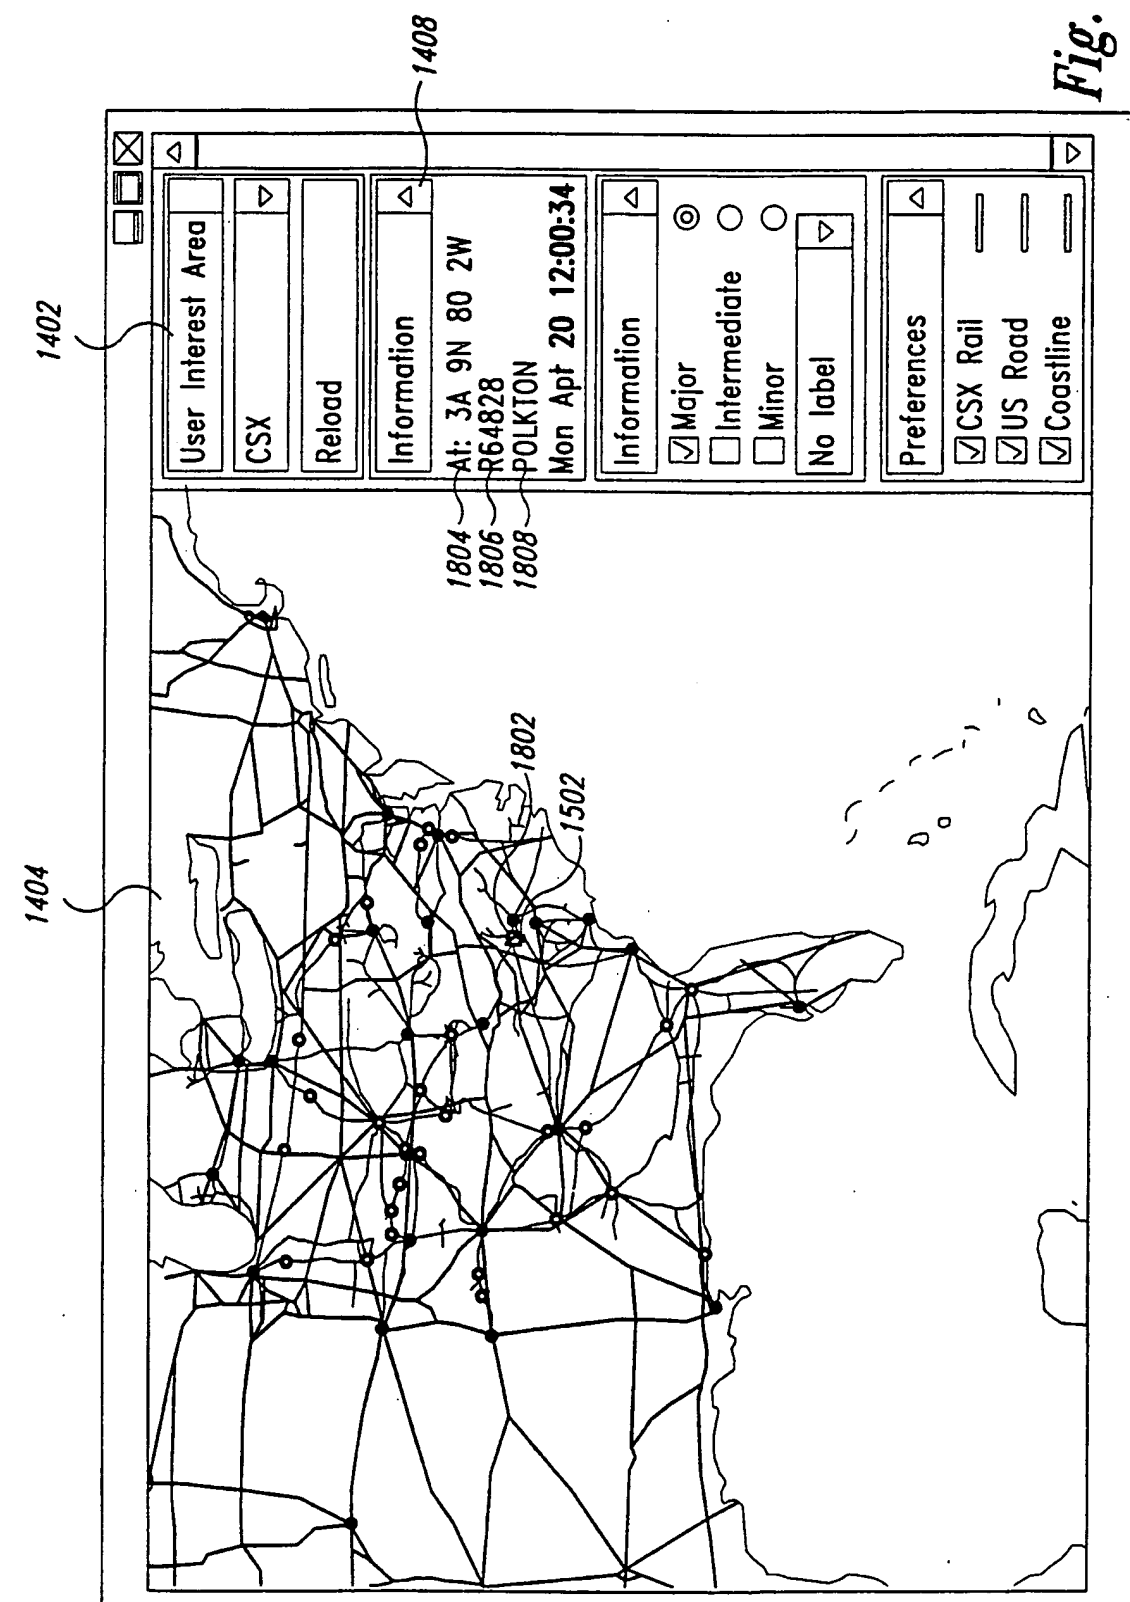 1402
1404
User Interest Area
CSX
Reload
Information
1408
1804 At: 3A 9N 80 2W
1806 R64828
1808 POLKTON
Mon Apt 20 12:00:34
Information
Major
Intermediate
Minor
No label
Preferences
CSX Rail
US Road
Coastline
1802
1502
Fig.